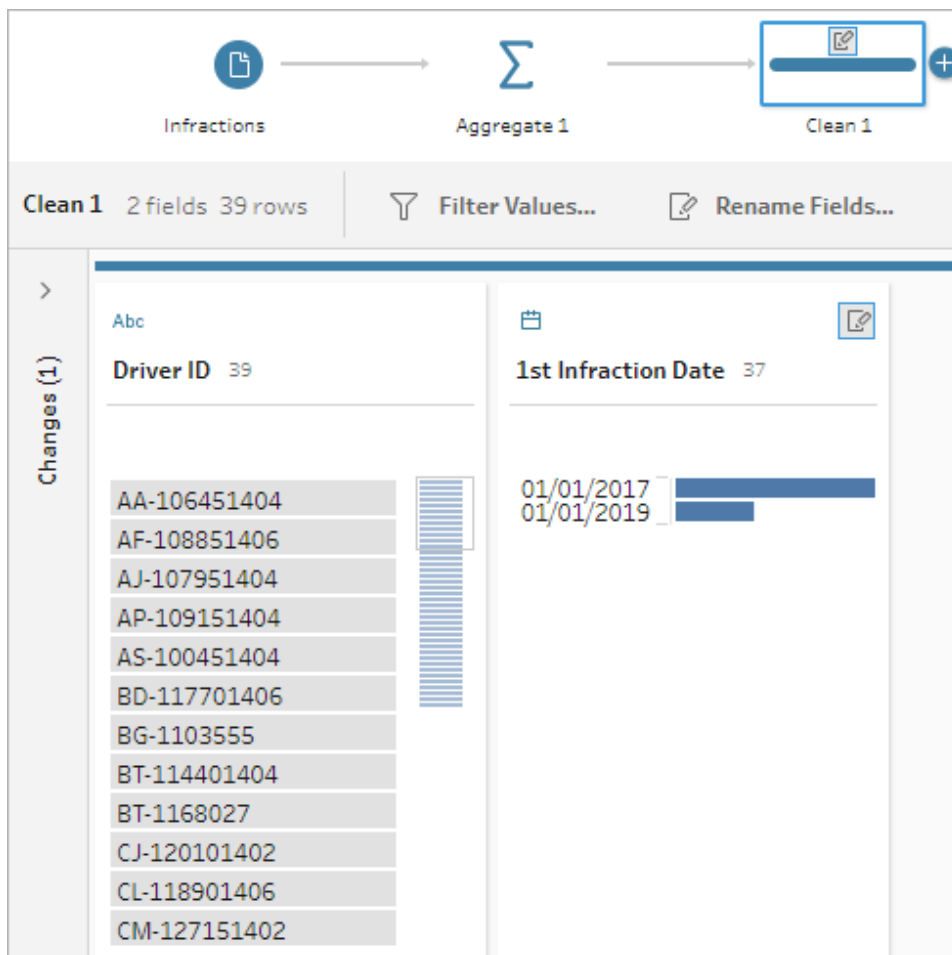 Infractions
Aggregate 1
Clean 1
Clean 1 2 fields 39 rows Filter Values... Rename Fields...
Changes (1)
Abc
Driver ID 39
AA-106451404
AF-108851406
AJ-107951404
AP-109151404
AS-100451404
BD-117701406
BG-1103555
BT-114401404
BT-1168027
CJ-120101402
CL-118901406
CM-127151402
1st Infraction Date 37
01/01/2017
01/01/2019